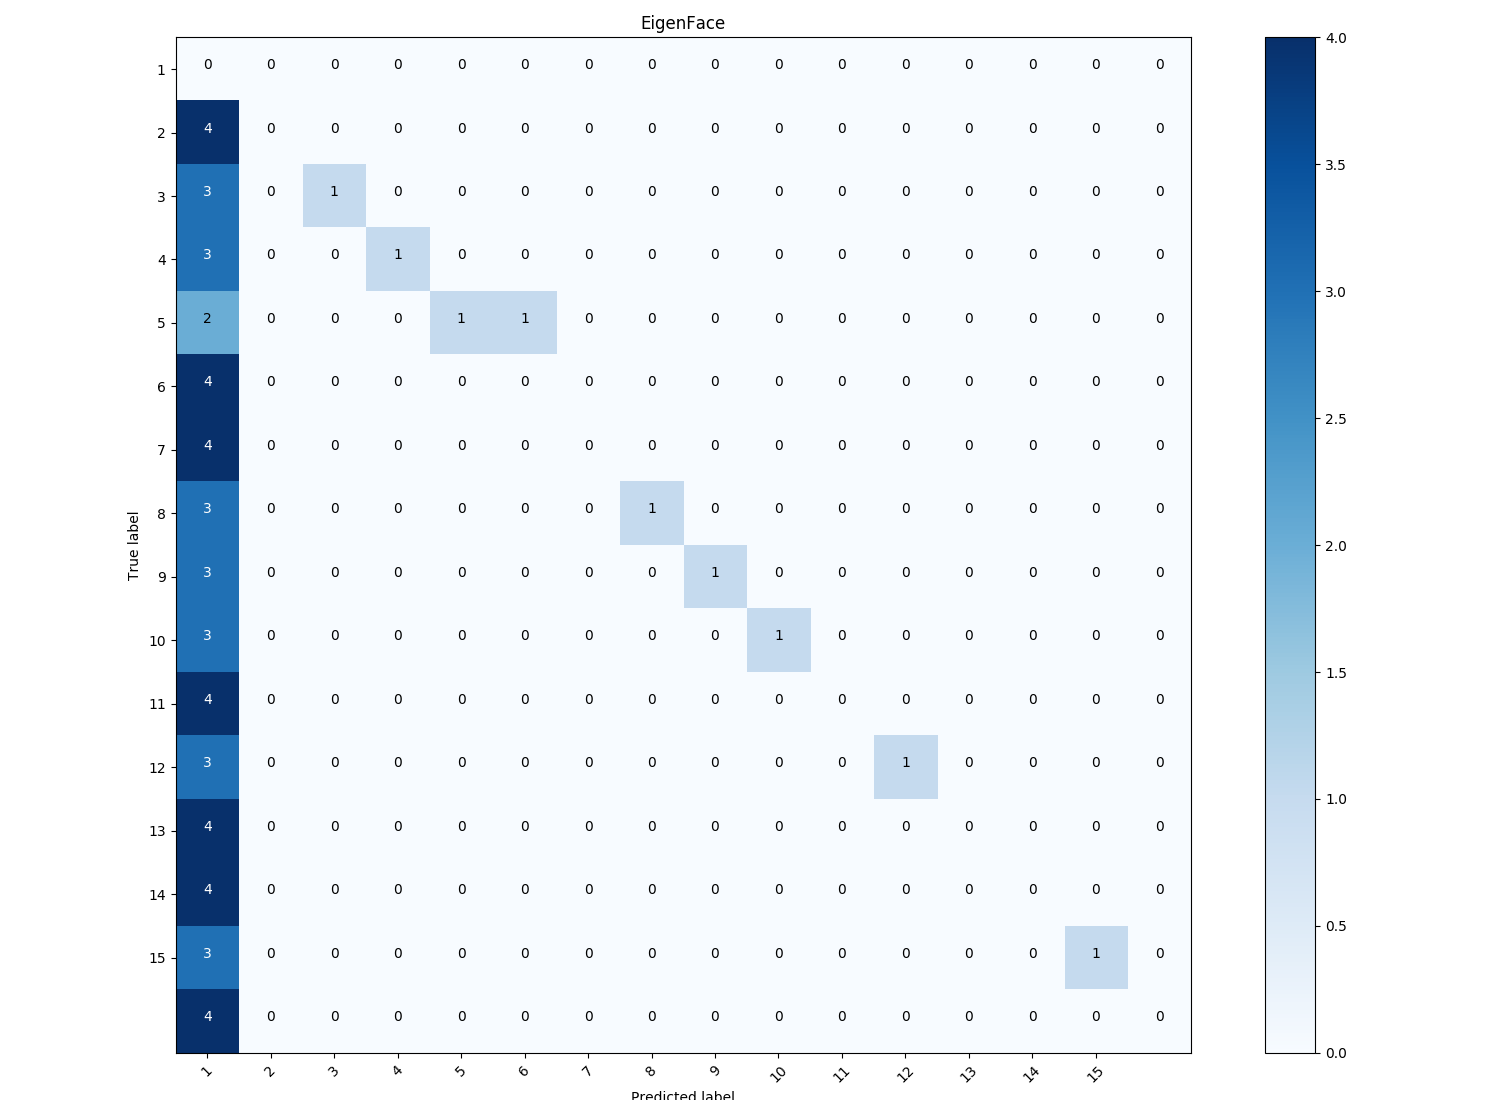 EigenFace
1 0 0 0 0 0 0 0 0 0 0 0 0 0 0 0 0
2 4 0 0 0 0 0 0 0 0 0 0 0 0 0 0 0
3 3 0 1 0 0 0 0 0 0 0 0 0 0 0 0 0
4 3 0 0 1 0 0 0 0 0 0 0 0 0 0 0 0
5 2 0 0 0 1 1 0 0 0 0 0 0 0 0 0 0
6 4 0 0 0 0 0 0 0 0 0 0 0 0 0 0 0
7 4 0 0 0 0 0 0 0 0 0 0 0 0 0 0 0
8 3 0 0 0 0 0 0 1 0 0 0 0 0 0 0 0
9 3 0 0 0 0 0 0 0 1 0 0 0 0 0 0 0
10 3 0 0 0 0 0 0 0 0 1 0 0 0 0 0 0
11 4 0 0 0 0 0 0 0 0 0 0 0 0 0 0 0
12 3 0 0 0 0 0 0 0 0 0 0 1 0 0 0 0
13 4 0 0 0 0 0 0 0 0 0 0 0 0 0 0 0
14 4 0 0 0 0 0 0 0 0 0 0 0 0 0 0 0
15 3 0 0 0 0 0 0 0 0 0 0 0 0 0 1 0
4 0 0 0 0 0 0 0 0 0 0 0 0 0 0 0
1 2 3 4 5 6 7 8 9 10 11 12 13 14 15
True label
Predicted label
4.0
3.5
3.0
2.5
2.0
1.5
1.0
0.5
0.0